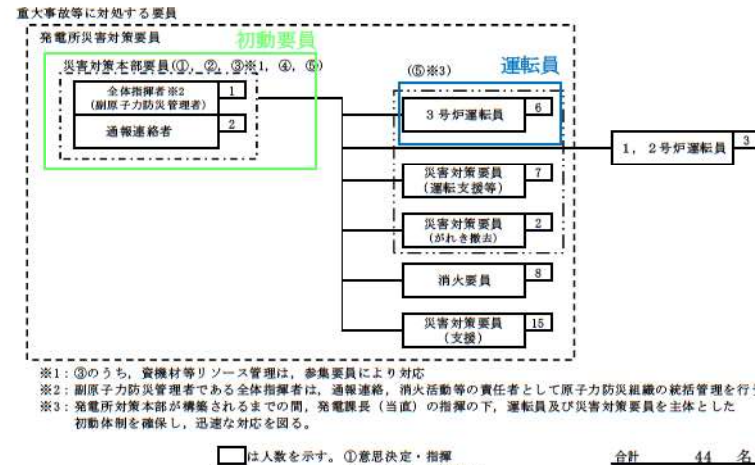 重大事故等に対処する要員
発電所災害対策要員
初動要員
災害対策本部要員(①, ②, ③※1, ④, ⑤)
全体指揮者※2
(副原子力防災管理者)
1
通報連絡者
2
(⑤※3)
運転員
3号炉運転員
6
1, 2号炉運転員
3
災害対策要員
(運転支援等)
7
災害対策要員
(がれき撤去)
2
消火要員
8
災害対策要員
(支援)
15
※1:③のうち, 資機材等リソース管理は, 参集要員により対応
※2:副原子力防災管理者である全体指揮者は, 通報連絡, 消火活動等の責任者として原子力防災組織の統括管理を行
※3:発電所対策本部が構築されるまでの間, 発電課長(当直)の指揮の下, 運転員及び災害対策要員を主体とした
初動体制を確保し, 迅速な対応を図る。
は人数を示す。①意思決定・指揮
合計 44 名